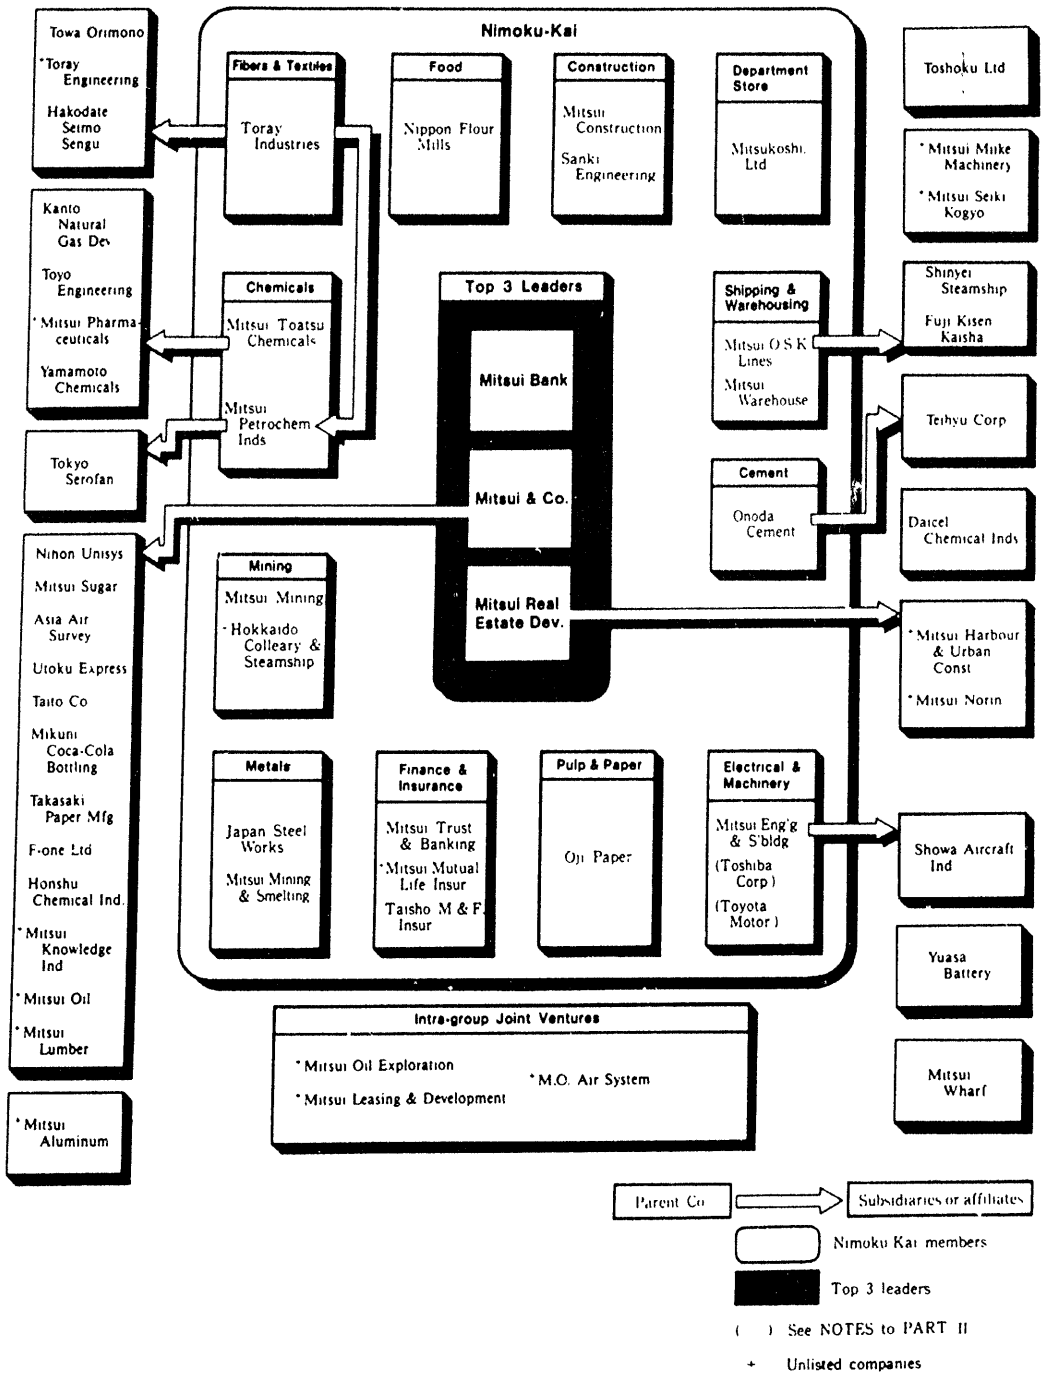 Nimoku-Kai
Towa Orimono
*Toray
Engineering
Hakodate
Seimo
Sengu
Kanto
Natural
Gas Dev
Toyo
Engineering
*Mitsui Pharma-
ceuticals
Yamamoto
Chemicals
Tokyo
Serofan
Nihon Unisys
Mitsui Sugar
Asia Air
Survey
Utoku Express
Taito Co
Mikuni
Coca-Cola
Bottling
Takasaki
Paper Mfg
F-one Ltd
Honshu
Chemical Ind.
*Mitsui
Knowledge
Ind
*Mitsui Oil
*Mitsui
Lumber
*Mitsui
Aluminum
Fibers & Textiles
Toray
Industries
Food
Nippon Flour
Mills
Construction
Mitsui
Construction
Sanki
Engineering
Department
Store
Mitsukoshi,
Ltd
Chemicals
Mitsui Toatsu
Chemicals
Mitsui
Petrochem
Inds
Top 3 Leaders
Mitsui Bank
Mitsui & Co.
Mitsui Real
Estate Dev.
Shipping &
Warehousing
Mitsui O S K
Lines
Mitsui
Warehouse
Cement
Onoda
Cement
Mining
Mitsui Mining
*Hokkaido
Colleary &
Steamship
Metals
Japan Steel
Works
Mitsui Mining
& Smelting
Finance &
Insurance
Mitsui Trust
& Banking
*Mitsui Mutual
Life Insur
Taisho M & F.
Insur
Pulp & Paper
Oji Paper
Electrical &
Machinery
Mitsui Eng'g
& S'bldg
(Toshiba
Corp)
(Toyota
Motor)
Toshoku Ltd
*Mitsui Miike
Machinery
*Mitsui Seiki
Kogyo
Shinyei
Steamship
Fuji Kisen
Kaisha
Teihyu Corp
Daicel
Chemical Inds
*Mitsui Harbour
& Urban
Const
*Mitsui Norin
Showa Aircraft
Ind
Yuasa
Battery
Mitsui
Wharf
Intra-group Joint Ventures
*Mitsui Oil Exploration
*M.O. Air System
*Mitsui Leasing & Development
Parent Co
Subsidiaries or affiliates
Nimoku Kai members
Top 3 leaders
( ) See NOTES to PART II
+ Unlisted companies